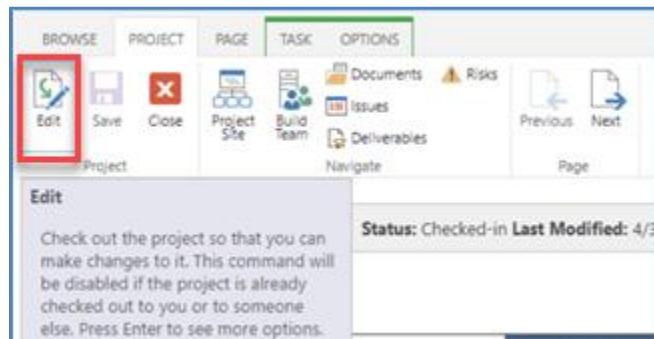 BROWSE PROJECT PAGE TASK OPTIONS
Edit Save Close Project Site Build Team Documents Issues Deliverables Risks Previous Next
Project Navigate Page
Edit
Check out the project so that you can
make changes to it. This command will
be disabled if the project is already
checked out to you or to someone
else. Press Enter to see more options.
Status: Checked-in Last Modified: 4/3